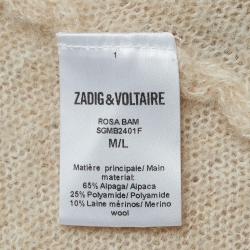 1
ZADIG & VOLTAIRE
ROSA BAM
SGMB2401F
M/L
Matière principale/ Main
material:
65% Alpaga/ Alpaca
25% Polyamide/ Polyamide
10% Laine mérinos/ Merino
wool